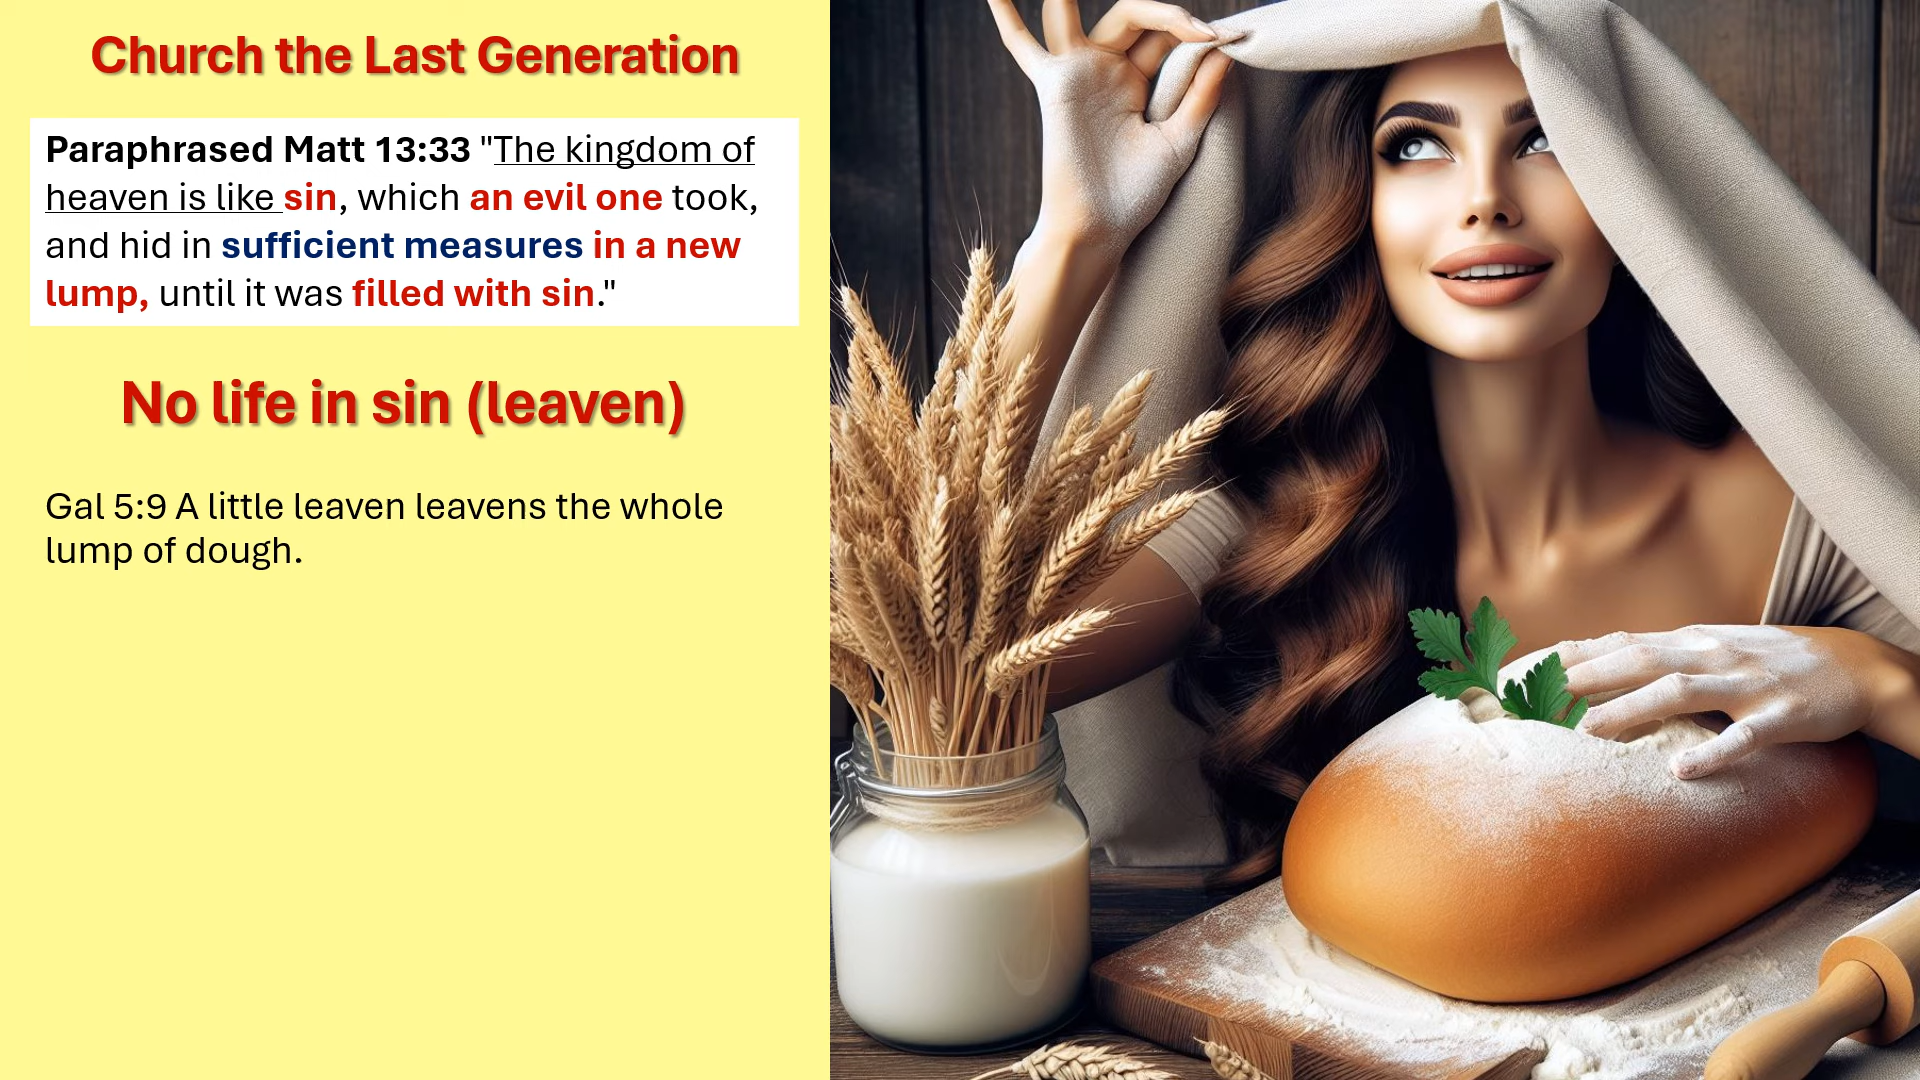 Church the Last Generation
Paraphrased Matt 13:33 "The kingdom of
heaven is like sin, which an evil one took,
and hid in sufficient measures in a new
lump, until it was filled with sin."
No life in sin (leaven)
Gal 5:9 A little leaven leavens the whole
lump of dough.